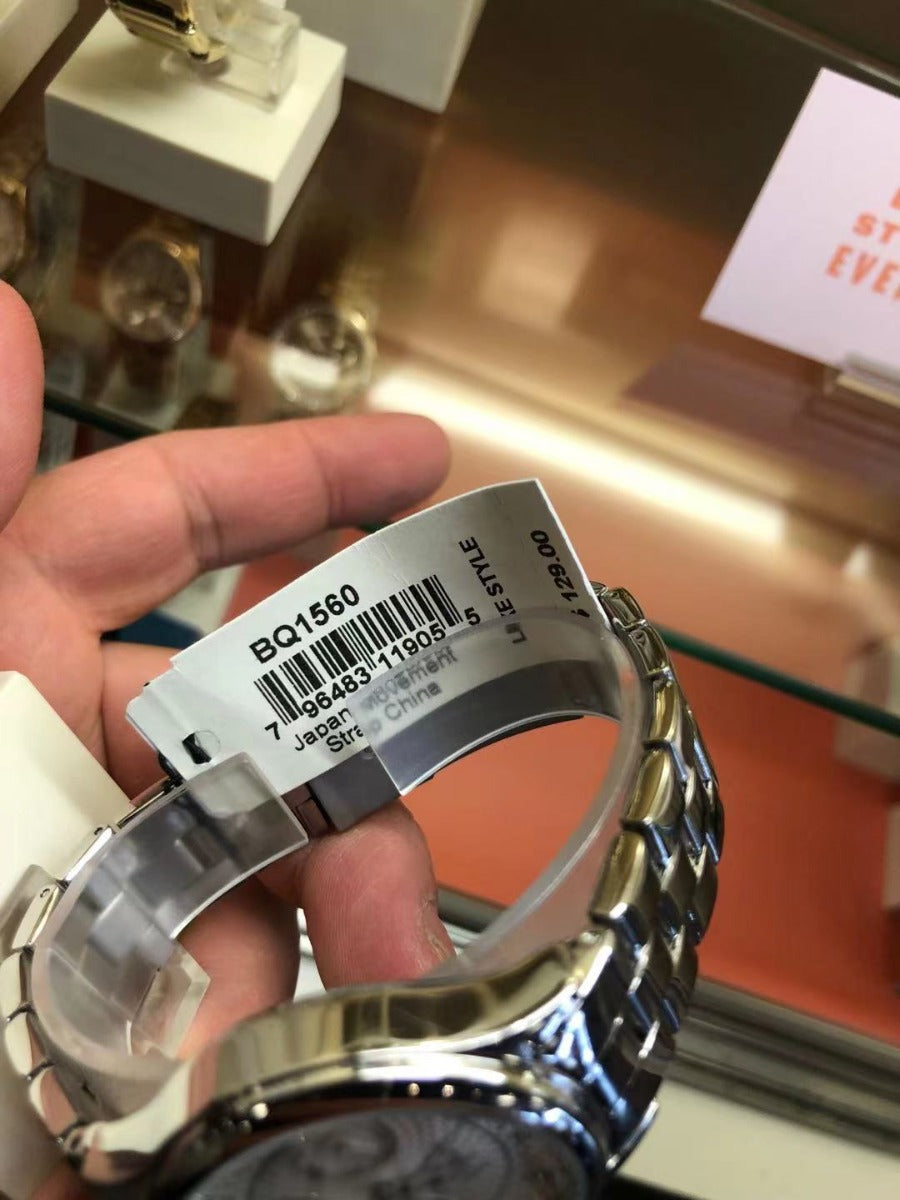 ST
EVE
BQ1560
7 96483 11905 5
Japan Movement
Strap China
STYLE
$ 129.00